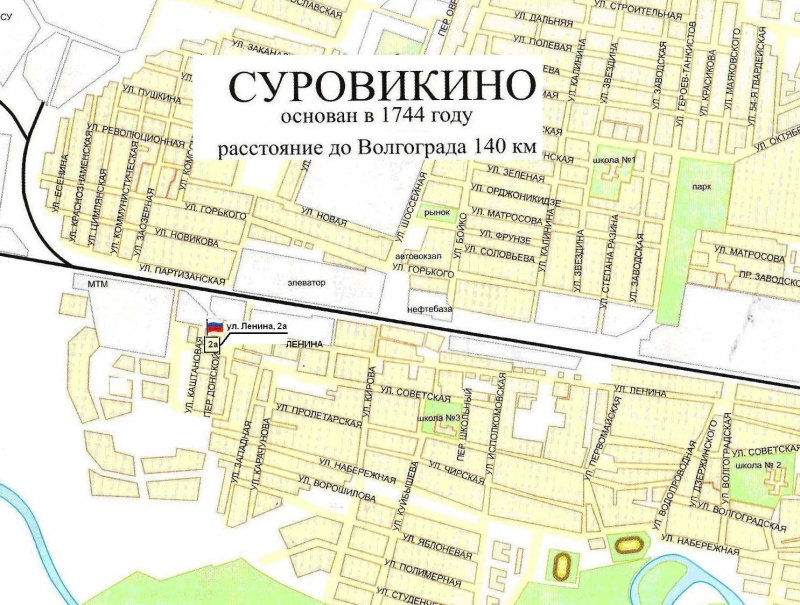 СУРОВИКИНО
основан в 1744 году
расстояние до Волгограда 140 км
УЛ. ДАЛЬНЯЯ
УЛ. СТРОИТЕЛЬНАЯ
УЛ. ПОЛЕВАЯ
УЛ. КАЛИНИНА
УЛ. ЗВЕЗДИНА
УЛ. ЗАВОДСКАЯ
УЛ. ГЕРОЕВ-ТАНКИСТОВ
УЛ. КРАСИКОВА
УЛ. МАЯКОВСКОГО
УЛ. 54-Я ГВАРДЕЙСКАЯ
УЛ. ПУШКИНА
УЛ. РЕВОЛЮЦИОННАЯ
УЛ. ЕСЕНИНА
УЛ. КРАСНОЗНАМЕНСКАЯ
УЛ. ЦИМЛЯНСКАЯ
УЛ. КОММУНИСТИЧЕСКАЯ
УЛ. ЗАОЗЕРНАЯ
школа №1
парк
УЛ. ЗЕЛЕНАЯ
УЛ. ОРДЖОНИКИДЗЕ
УЛ. МАТРОСОВА
УЛ. ФРУНЗЕ
УЛ. СОЛОВЬЕВА
УЛ. ШОССЕЙНАЯ
рынок
УЛ. БОЙКО
автовокзал
УЛ. ГОРЬКОГО
УЛ. КАЛИНИНА
УЛ. ЗВЕЗДИНА
УЛ. СТЕПАНА РАЗИНА
УЛ. ЗАВОДСКАЯ
УЛ. МАТРОСОВА
УЛ. ГОРЬКОГО
УЛ. НОВАЯ
УЛ. НОВИКОВА
УЛ. ПАРТИЗАНСКАЯ
МТМ
элеватор
нефтебаза
ул. Ленина, 2а
2а
ЛЕНИНА
УЛ. КАШТАНОВАЯ
ПЕР. ДОНСКОЙ
УЛ. КИРОВА
УЛ. СОВЕТСКАЯ
УЛ. ПРОЛЕТАРСКАЯ
школа №3
ПЕР. ШКОЛЬНЫЙ
УЛ. ИСПОЛКОМОВСКАЯ
УЛ. ЛЕНИНА
УЛ. ПЕРВОМАЙСКАЯ
УЛ. ЗАПАДНАЯ
УЛ. КАРАЧУНОВА
УЛ. НАБЕРЕЖНАЯ
УЛ. ВОРОШИЛОВА
УЛ. КУЙБЫШЕВА
УЛ. ЧИРСКАЯ
УЛ. ЯБЛОНЕВАЯ
УЛ. ПОЛИМЕРНАЯ
УЛ. ВОДОПРОВОДНАЯ
УЛ. ДЗЕРЖИНСКОГО
УЛ. ВОЛГОГРАДСКАЯ
УЛ. СОВЕТСКАЯ
школа № 2
УЛ. ВОЛГОГРАДСКАЯ
УЛ. НАБЕРЕЖНАЯ